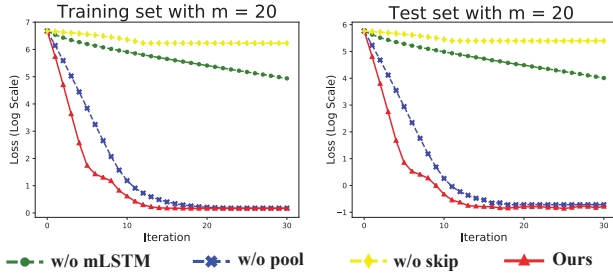 Training set with m = 20
Loss (Log Scale)
7
6
5
4
3
2
1
0
0
10
20
30
Iteration
Test set with m = 20
Loss (Log Scale)
6
5
4
3
2
1
0
−1
0
10
20
30
Iteration
w/o mLSTM
w/o pool
w/o skip
Ours